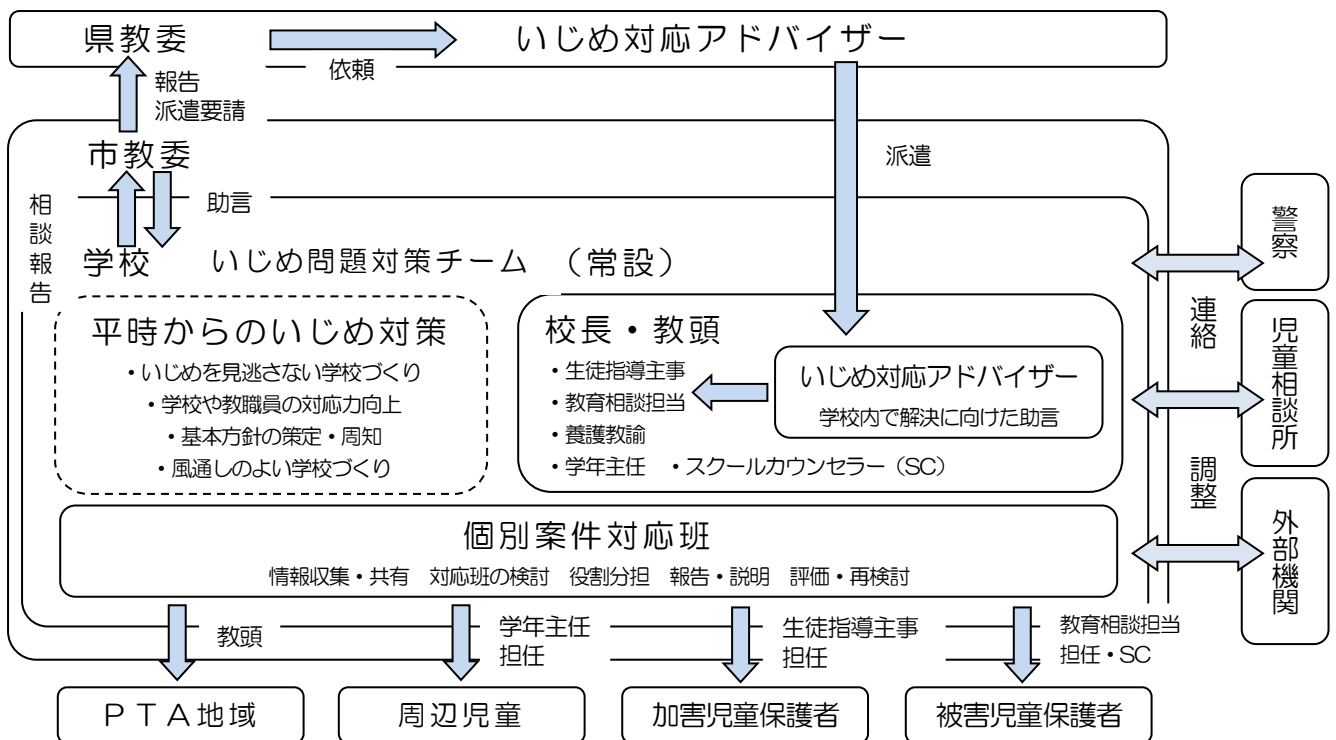 県教委
いじめ対応アドバイザー
依頼
報告
派遣要請
市教委
派遣
相談報告
助言
学校 いじめ問題対策チーム (常設)
平時からのいじめ対策
・いじめを見逃さない学校づくり
・学校や教職員の対応力向上
・基本方針の策定・周知
・風通しのよい学校づくり
校長・教頭
・生徒指導主事
・教育相談担当
・養護教諭
・学年主任 ・スクールカウンセラー(SC)
いじめ対応アドバイザー
学校内で解決に向けた助言
警察
連絡
児童相談所
調整
外部機関
個別案件対応班
情報収集・共有 対応班の検討 役割分担 報告・説明 評価・再検討
教頭
学年主任
担任
生徒指導主事
担任
教育相談担当
担任・SC
PTA地域
周辺児童
加害児童保護者
被害児童保護者